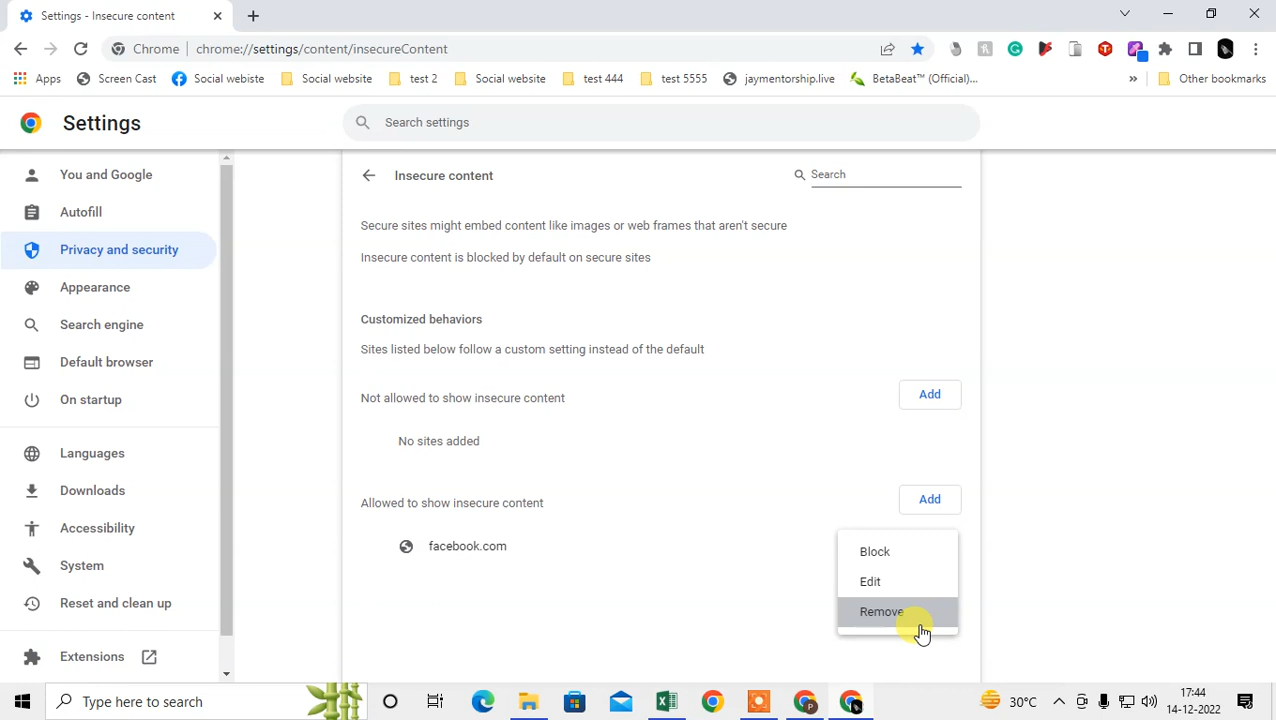 Settings - Insecure content
Chrome
chrome://settings/content/insecureContent
Apps
Screen Cast
Social webiste
Social website
test 2
Social website
test 444
test 5555
jaymentorship.live
BetaBeat™ (Official)...
»
Other bookmarks
Settings
Search settings
You and Google
Autofill
Privacy and security
Appearance
Search engine
Default browser
On startup
Languages
Downloads
Accessibility
System
Reset and clean up
Extensions
Insecure content
Search
Secure sites might embed content like images or web frames that aren't secure
Insecure content is blocked by default on secure sites
Customized behaviors
Sites listed below follow a custom setting instead of the default
Not allowed to show insecure content
Add
No sites added
Allowed to show insecure content
Add
facebook.com
Block
Edit
Remove
Type here to search
30°C
17:44
14-12-2022